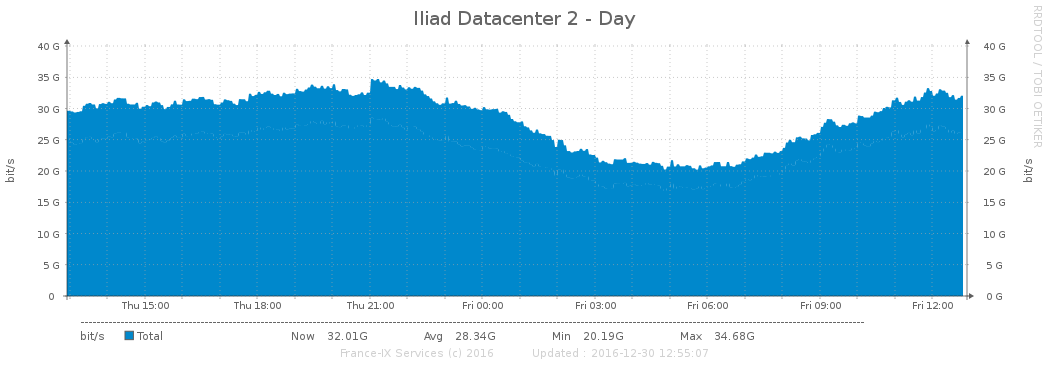 Iliad Datacenter 2 - Day
RRDTOOL / TOBI OETIKER
40 G 40 G
35 G 35 G
30 G 30 G
25 G 25 G
20 G 20 G
15 G 15 G
10 G 10 G
5 G 5 G
0 0 G
bit/s bit/s
Thu 15:00 Thu 18:00 Thu 21:00 Fri 00:00 Fri 03:00 Fri 06:00 Fri 09:00 Fri 12:00
bit/s Total Now 32.01G Avg 28.34G Min 20.19G Max 34.68G
France-IX Services (c) 2016 Updated : 2016-12-30 12:55:07